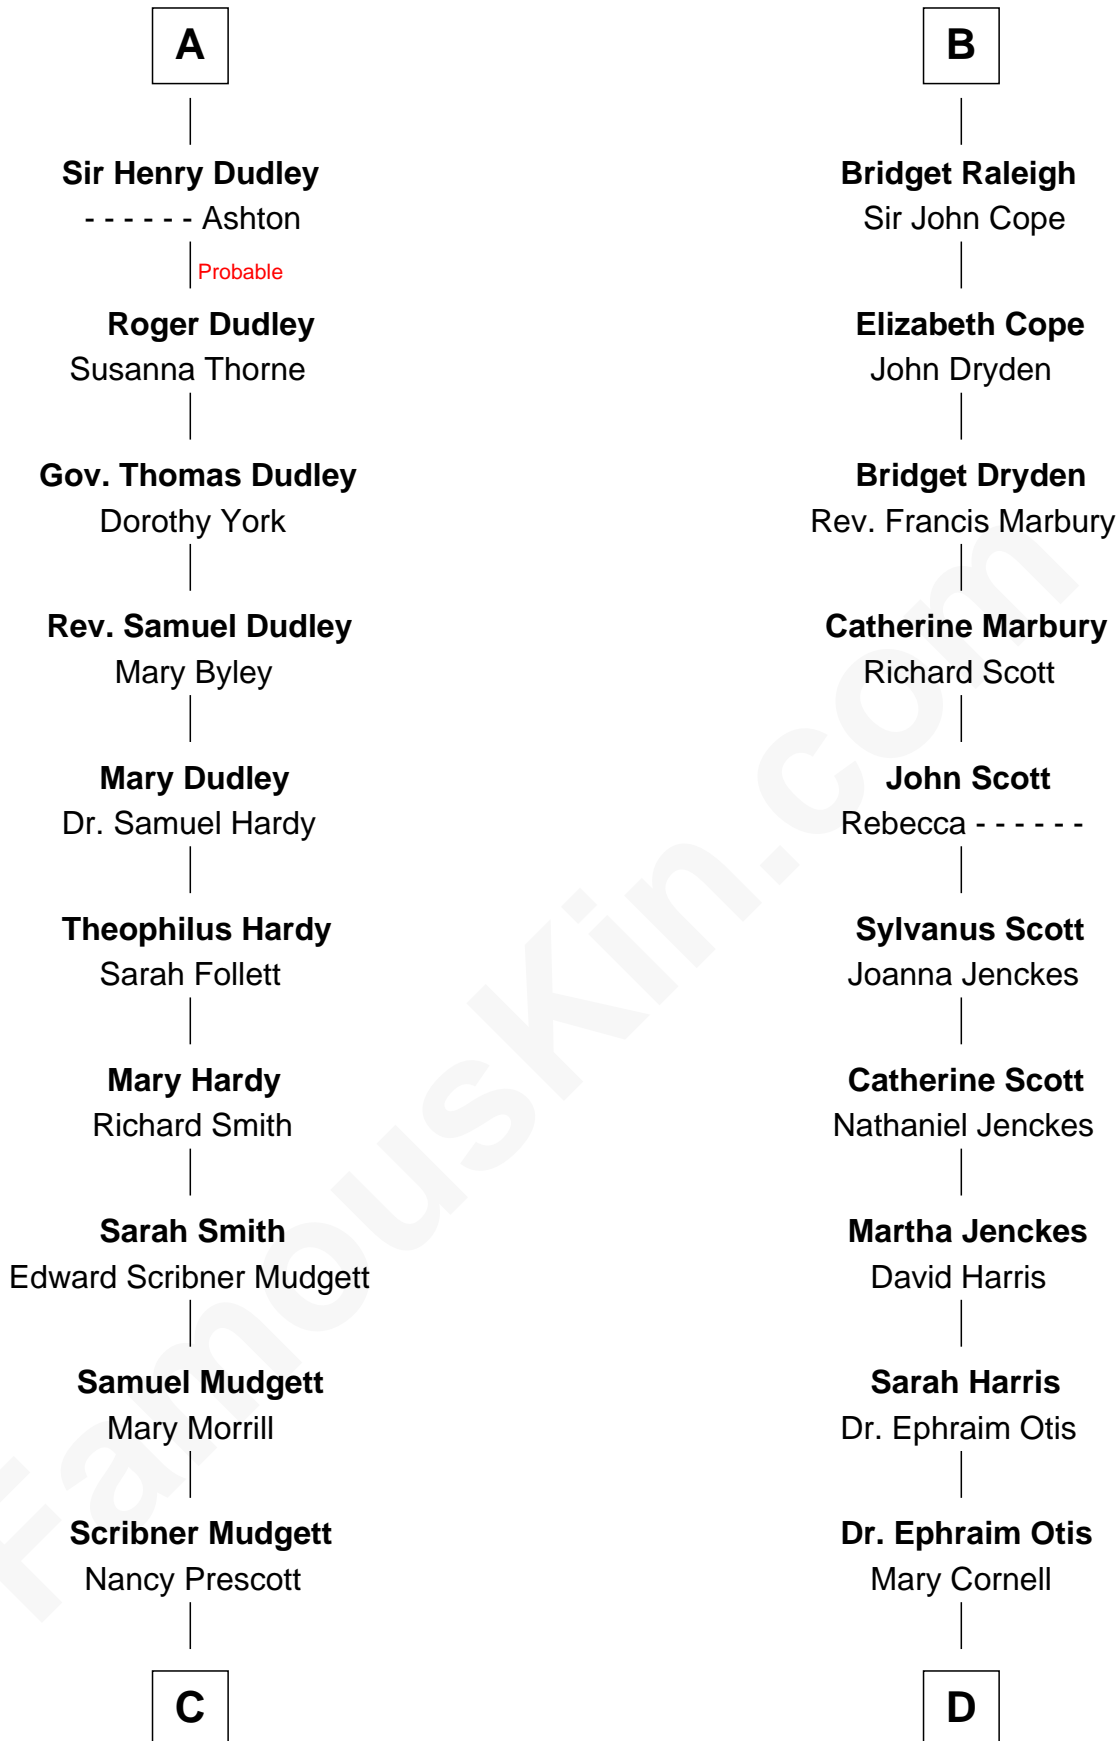 A
Sir Henry Dudley
- - - - - - Ashton
Probable
Roger Dudley
Susanna Thorne
Gov. Thomas Dudley
Dorothy York
Rev. Samuel Dudley
Mary Byley
Mary Dudley
Dr. Samuel Hardy
Theophilus Hardy
Sarah Follett
Mary Hardy
Richard Smith
Sarah Smith
Edward Scribner Mudgett
Samuel Mudgett
Mary Morrill
Scribner Mudgett
Nancy Prescott
C
B
Bridget Raleigh
Sir John Cope
Elizabeth Cope
John Dryden
Bridget Dryden
Rev. Francis Marbury
Catherine Marbury
Richard Scott
John Scott
Rebecca - - - - - -
Sylvanus Scott
Joanna Jenckes
Catherine Scott
Nathaniel Jenckes
Martha Jenckes
David Harris
Sarah Harris
Dr. Ephraim Otis
Dr. Ephraim Otis
Mary Cornell
D
FamousKin.com